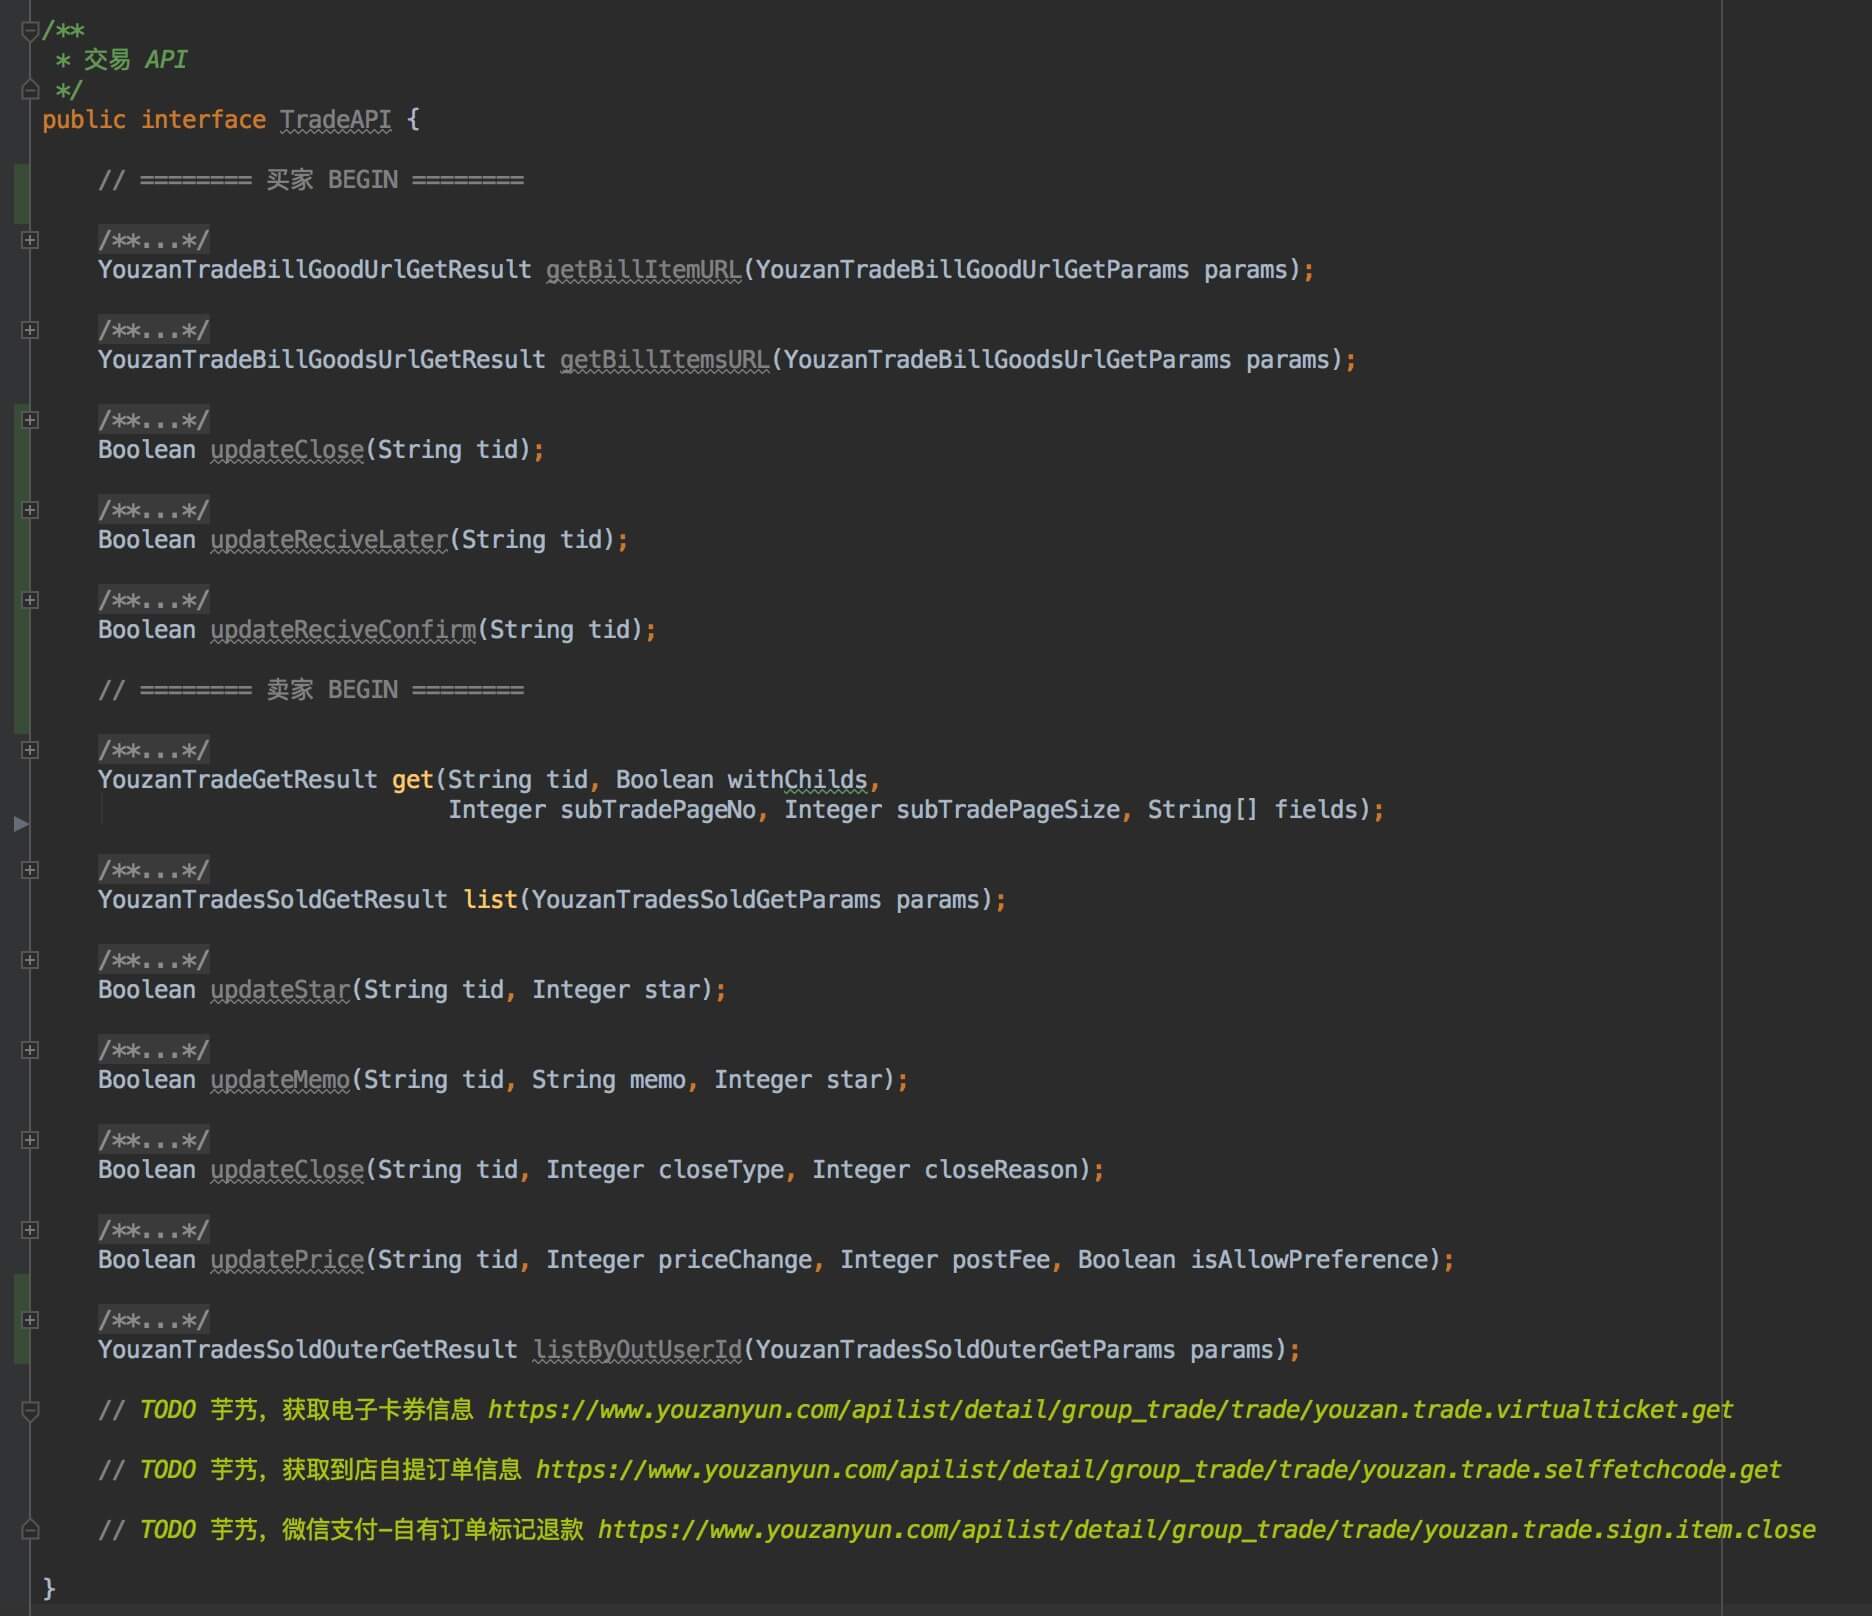 /**
 * 交易 API
 */
public interface TradeAPI {
// ======== 买家 BEGIN ========
/**...*/
YouzanTradeBillGoodUrlGetResult getBillItemURL(YouzanTradeBillGoodUrlGetParams params);
/**...*/
YouzanTradeBillGoodsUrlGetResult getBillItemsURL(YouzanTradeBillGoodsUrlGetParams params);
/**...*/
Boolean updateClose(String tid);
/**...*/
Boolean updateReciveLater(String tid);
/**...*/
Boolean updateReciveConfirm(String tid);
// ======== 卖家 BEGIN ========
/**...*/
YouzanTradeGetResult get(String tid, Boolean withChilds,
Integer subTradePageNo, Integer subTradePageSize, String[] fields);
/**...*/
YouzanTradesSoldGetResult list(YouzanTradesSoldGetParams params);
/**...*/
Boolean updateStar(String tid, Integer star);
/**...*/
Boolean updateMemo(String tid, String memo, Integer star);
/**...*/
Boolean updateClose(String tid, Integer closeType, Integer closeReason);
/**...*/
Boolean updatePrice(String tid, Integer priceChange, Integer postFee, Boolean isAllowPreference);
/**...*/
YouzanTradesSoldOuterGetResult listByOutUserId(YouzanTradesSoldOuterGetParams params);
// TODO 芋艿，获取电子卡券信息 https://www.youzanyun.com/apilist/detail/group_trade/trade/youzan.trade.virtualticket.get
// TODO 芋艿，获取到店自提订单信息 https://www.youzanyun.com/apilist/detail/group_trade/trade/youzan.trade.selffetchcode.get
// TODO 芋艿，微信支付-自有订单标记退款 https://www.youzanyun.com/apilist/detail/group_trade/trade/youzan.trade.sign.item.close
}